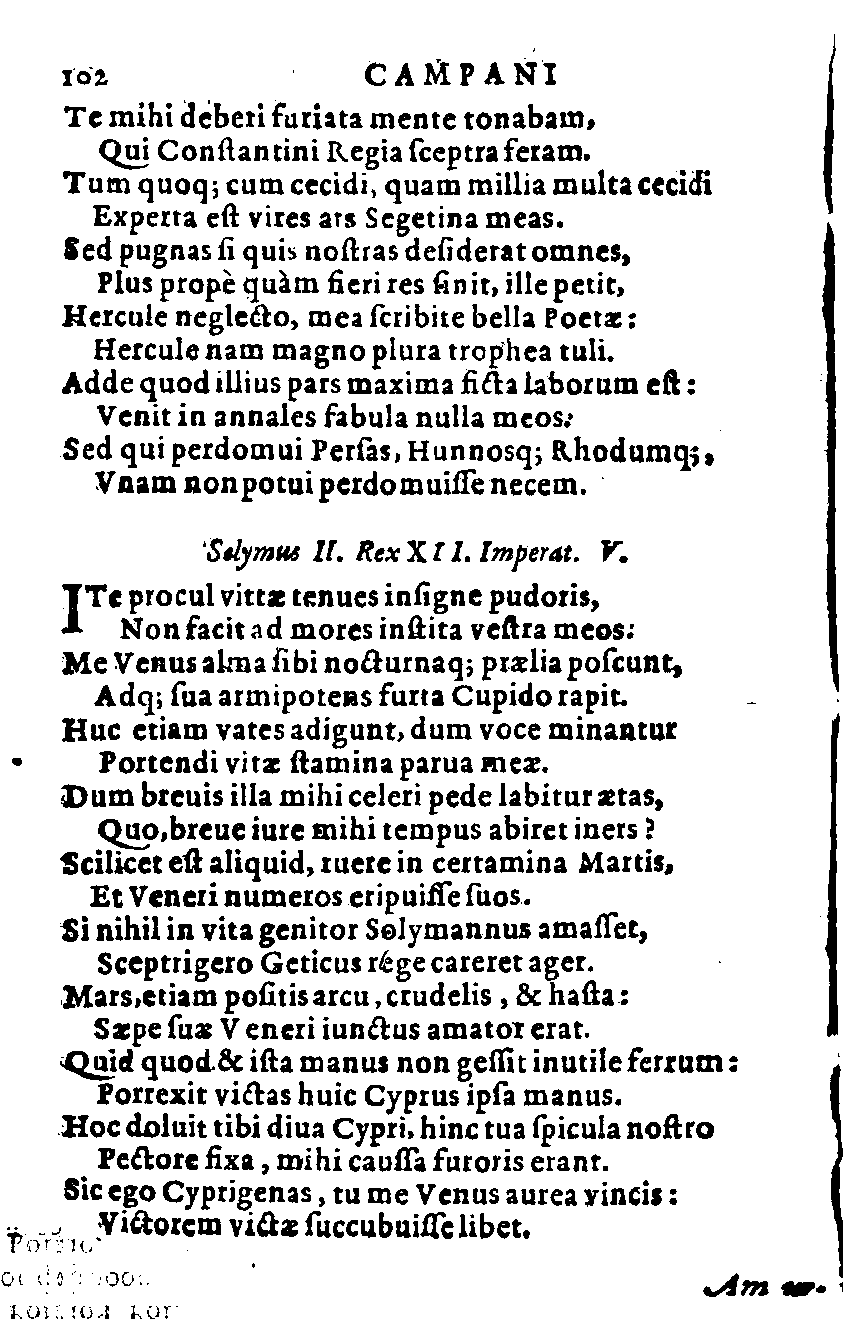 102 CAMPANI
Te mihi deberi furiata mente tonabam,
Qui Conſtantini Regia ſceptra feram.
Tum quoq; cum cecidi, quam millia multa cecidi
Experta eſt vires ars Segetina meas.
Sed pugnas ſi quis noſtras deſiderat omnes,
Plus propè quàm fieri res ſinit, ille petit,
Hercule neglecto, mea ſcribite bella Poetæ:
Hercule nam magno plura trophea tuli.
Adde quod illius pars maxima ficta laborum eſt:
Venit in annales fabula nulla meos:
Sed qui perdomui Perſas, Hunnosq; Rhodumq;,
Vnam non potui perdomuiſſe necem.
Selymus II. Rex XII. Imperat. V.
ITe procul vittæ tenues inſigne pudoris,
Non facit ad mores inſtita veſtra meos:
Me Venus alma ſibi nocturnaq; prælia poſcunt,
Adq; ſua armipotens furta Cupido rapit.
Huc etiam vates adigunt, dum voce minantur
Portendi vitæ ſtamina parua meæ.
Dum breuis illa mihi celeri pede labitur ætas,
Quo, breue iure mihi tempus abiret iners?
Scilicet eſt aliquid, ruere in certamina Martis,
Et Veneri numeros eripuiſſe ſuos.
Si nihil in vita genitor Solymannus amaſſet,
Sceptrigero Geticus rége careret ager.
Mars, etiam poſitis arcu, crudelis, & haſta:
Sæpe ſuæ Veneri iunctus amator erat.
Quid quod & iſta manus non geſſit inutile ferrum:
Porrexit victas huic Cyprus ipſa manus.
Hoc doluit tibi diua Cypri, hinc tua ſpicula noſtro
Pectore fixa, mihi cauſſa furoris erant.
Sic ego Cyprigenas, tu me Venus aurea vincis:
Victorem victæ ſuccubuiſſe libet.